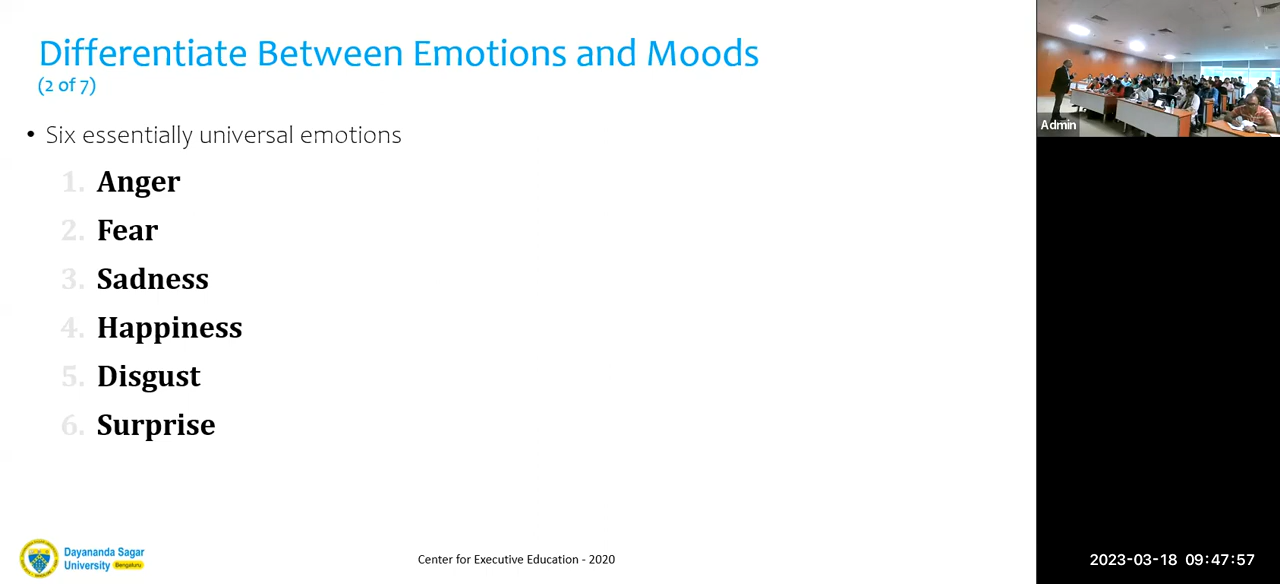 Differentiate Between Emotions and Moods
(2 of 7)
• Six essentially universal emotions
1. Anger
2. Fear
3. Sadness
4. Happiness
5. Disgust
6. Surprise
Dayananda Sagar
University Bengaluru
Center for Executive Education - 2020
Admin
2023-03-18 09:47:57